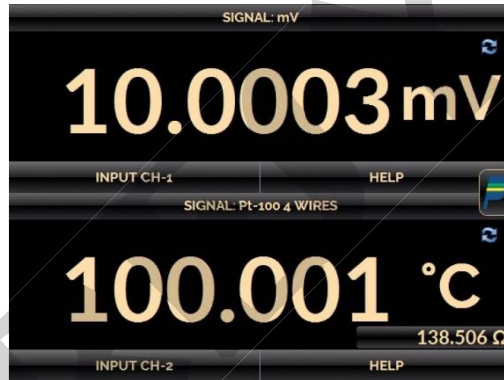 SIGNAL: mV
10.0003 mV
INPUT CH-1 HELP
SIGNAL: Pt-100 4 WIRES
100.001 °C
138.506 Ω
INPUT CH-2 HELP